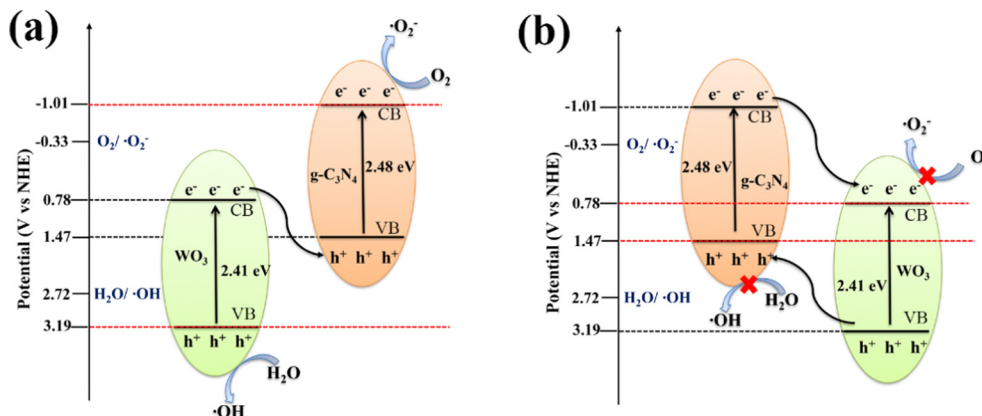 (a)
Potential (V vs NHE)
-1.01
-0.33
0.78
1.47
2.72
3.19
O₂/ ·O₂⁻
H₂O/ ·OH
·O₂⁻
O₂
e⁻ e⁻ e⁻
CB
g-C₃N₄
2.48 eV
VB
h⁺ h⁺ h⁺
e⁻ e⁻ e⁻
CB
WO₃
2.41 eV
VB
h⁺ h⁺ h⁺
H₂O
·OH
(b)
Potential (V vs NHE)
-1.01
-0.33
0.78
1.47
2.72
3.19
O₂/ ·O₂⁻
H₂O/ ·OH
e⁻ e⁻ e⁻
CB
2.48 eV
g-C₃N₄
VB
h⁺ h⁺ h⁺
H₂O
·OH
·O₂⁻
e⁻ e⁻ e⁻
CB
WO₃
2.41 eV
VB
h⁺ h⁺ h⁺